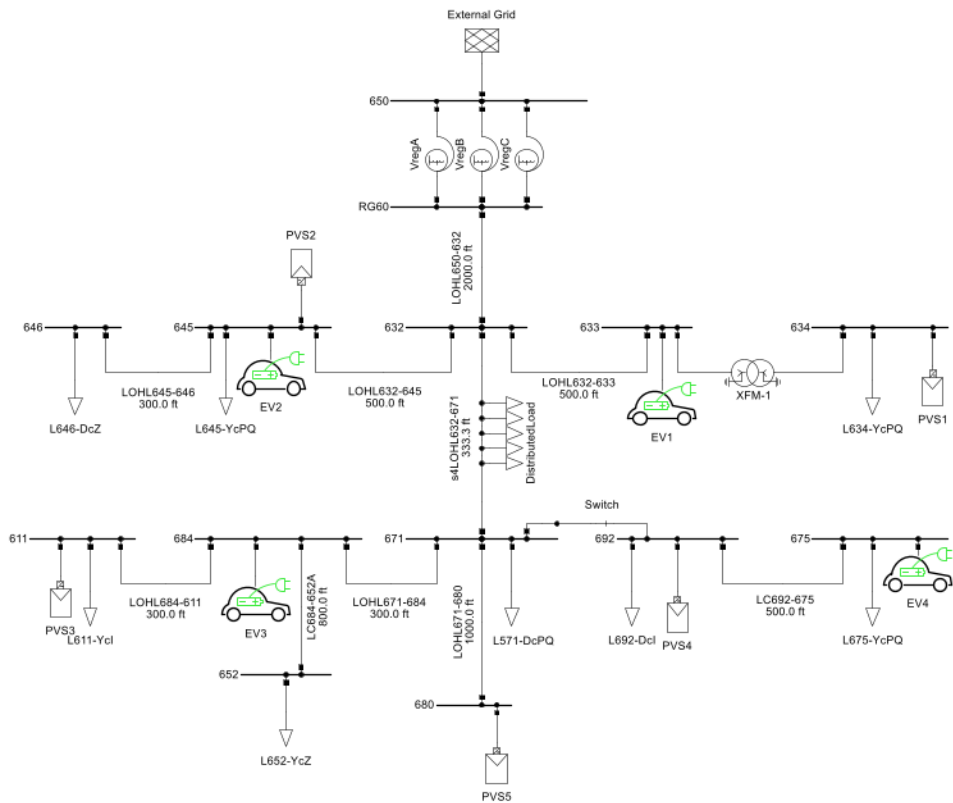 External Grid
650
VregA
VregB
VregC
RG60
PVS2
LOHL650-632
2000.0 ft
646
645
632
633
634
LOHL645-646
300.0 ft
EV2
LOHL632-645
500.0 ft
LOHL632-633
500.0 ft
XFM-1
EV1
PVS1
L646-DcZ
L645-YcPQ
L634-YcPQ
s4LOHL632-671
333.3 ft
DistributedLoad
Switch
611
684
671
692
675
PVS3
L611-YcI
LOHL684-611
300.0 ft
EV3
LC684-652A
800.0 ft
LOHL671-684
300.0 ft
LOHL671-680
1000.0 ft
L571-DcPQ
L692-DcI
PVS4
LC692-675
500.0 ft
L675-YcPQ
EV4
652
680
L652-YcZ
PVS5